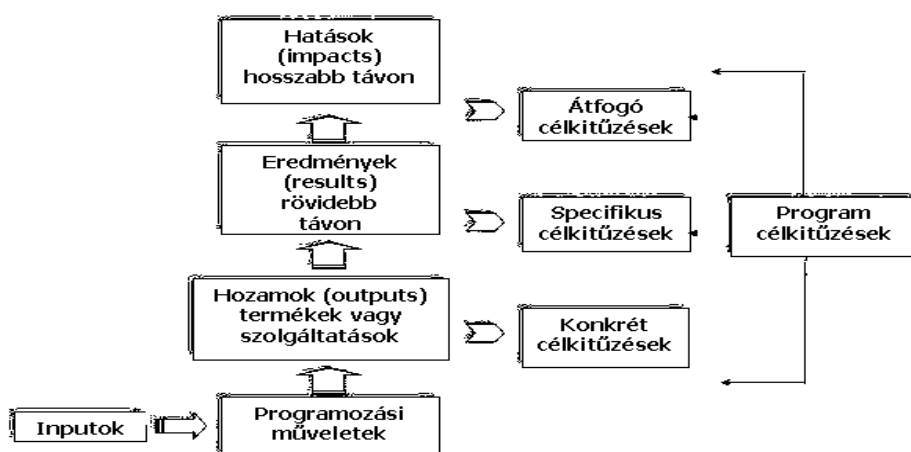 Hatások
(impacts)
hosszabb távon
Átfogó
célkitűzések
Eredmények
(results)
rövidebb
távon
Specifikus
célkitűzések
Program
célkitűzések
Hozamok (outputs)
termékek vagy
szolgáltatások
Konkrét
célkitűzések
Inputok
Programozási
műveletek